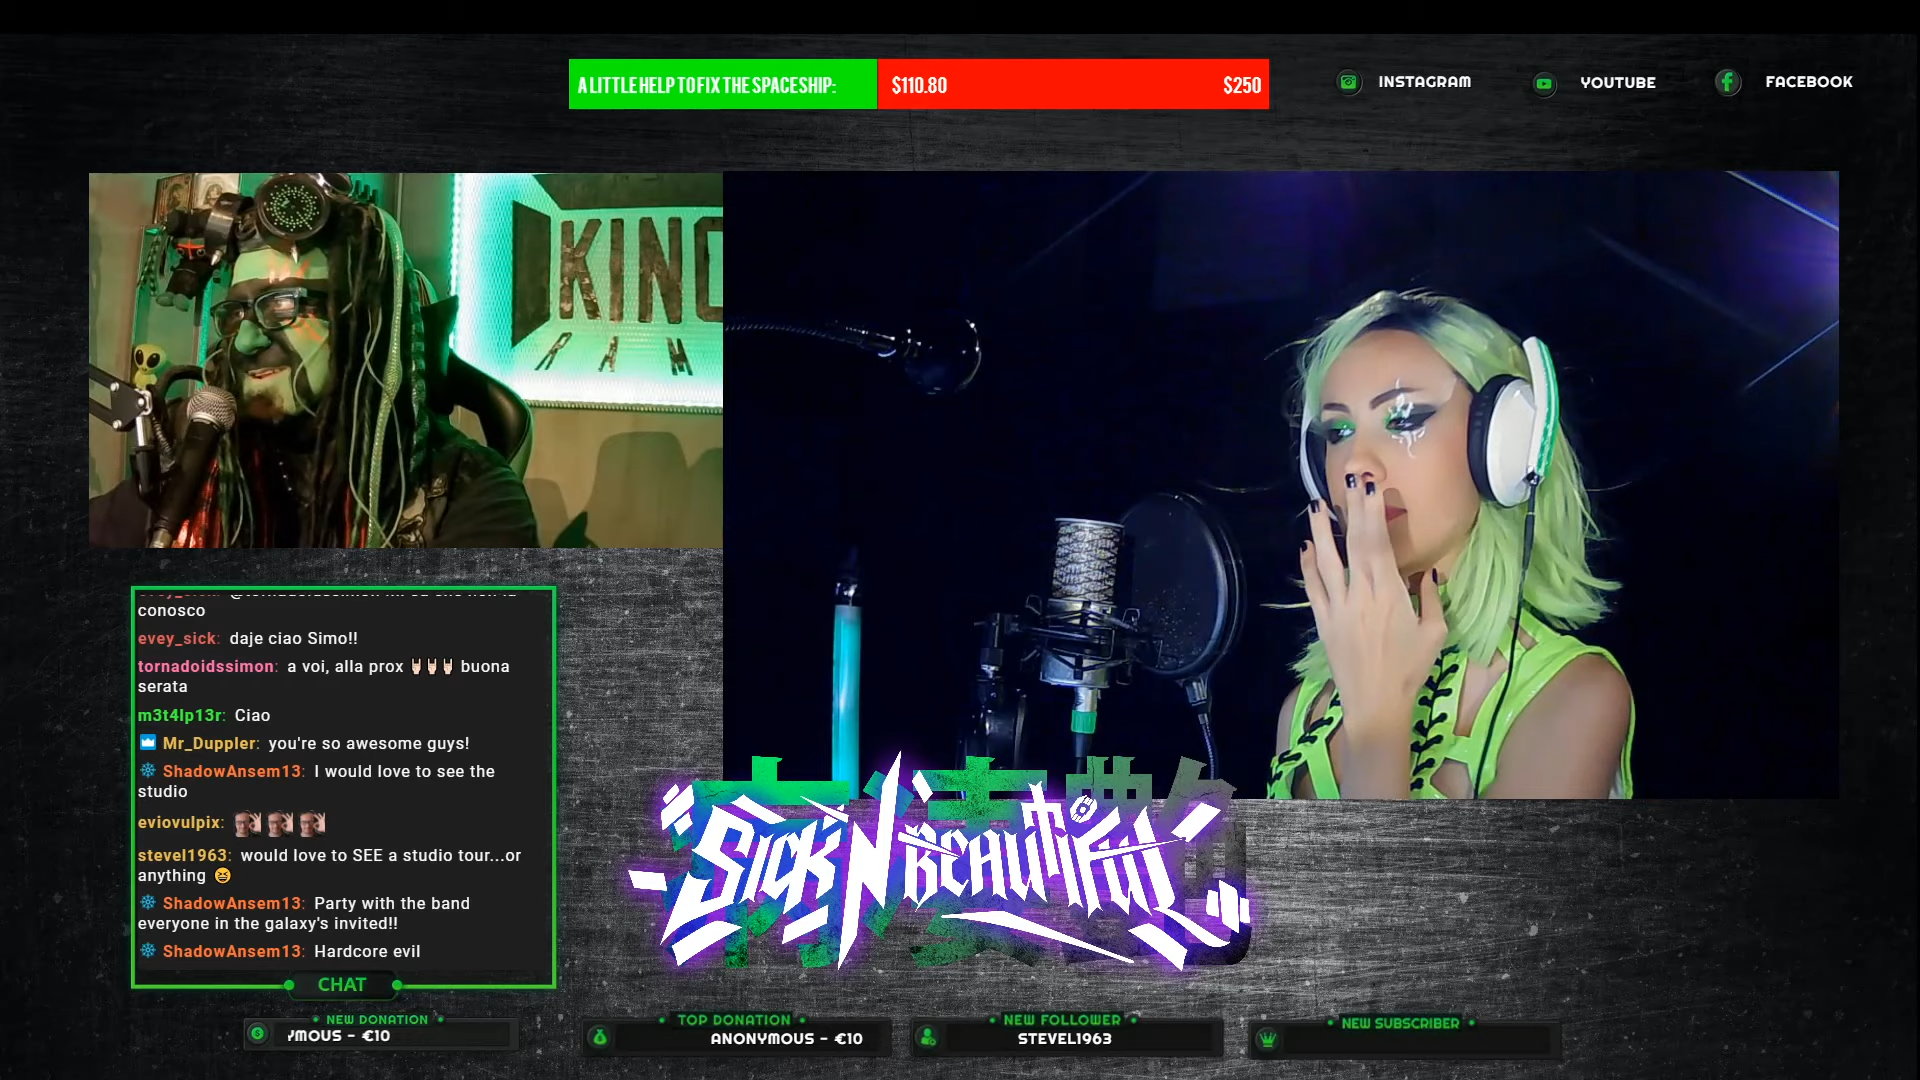 A LITTLE HELP TO FIX THE SPACESHIP: $110.80 $250
INSTAGRAM
YOUTUBE
FACEBOOK
KING
RAM
conosco
evey_sick: daje ciao Simo!!
tornadoidssimon: a voi, alla prox 🤘🤘🤘 buona
serata
m3t4lp13r: Ciao
Mr_Duppler: you're so awesome guys!
ShadowAnsem13: I would love to see the
studio
eviovulpix:
stevel1963: would love to SEE a studio tour...or
anything 😆
ShadowAnsem13: Party with the band
everyone in the galaxy's invited!!
ShadowAnsem13: Hardcore evil
CHAT
SICK N BEAUTIFUL
NEW DONATION
YMOUS - €10
TOP DONATION
ANONYMOUS - €10
NEW FOLLOWER
STEVEL1963
NEW SUBSCRIBER